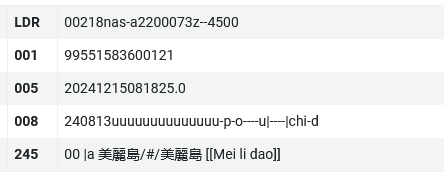 LDR 00218nas-a2200073z--4500
001 99551583600121
005 20241215081825.0
008 240813uuuuuuuuuuuuuuu-p-o----u|----|chi-d
245 00 |a 美麗島/#/美麗島 [[Mei li dao]]